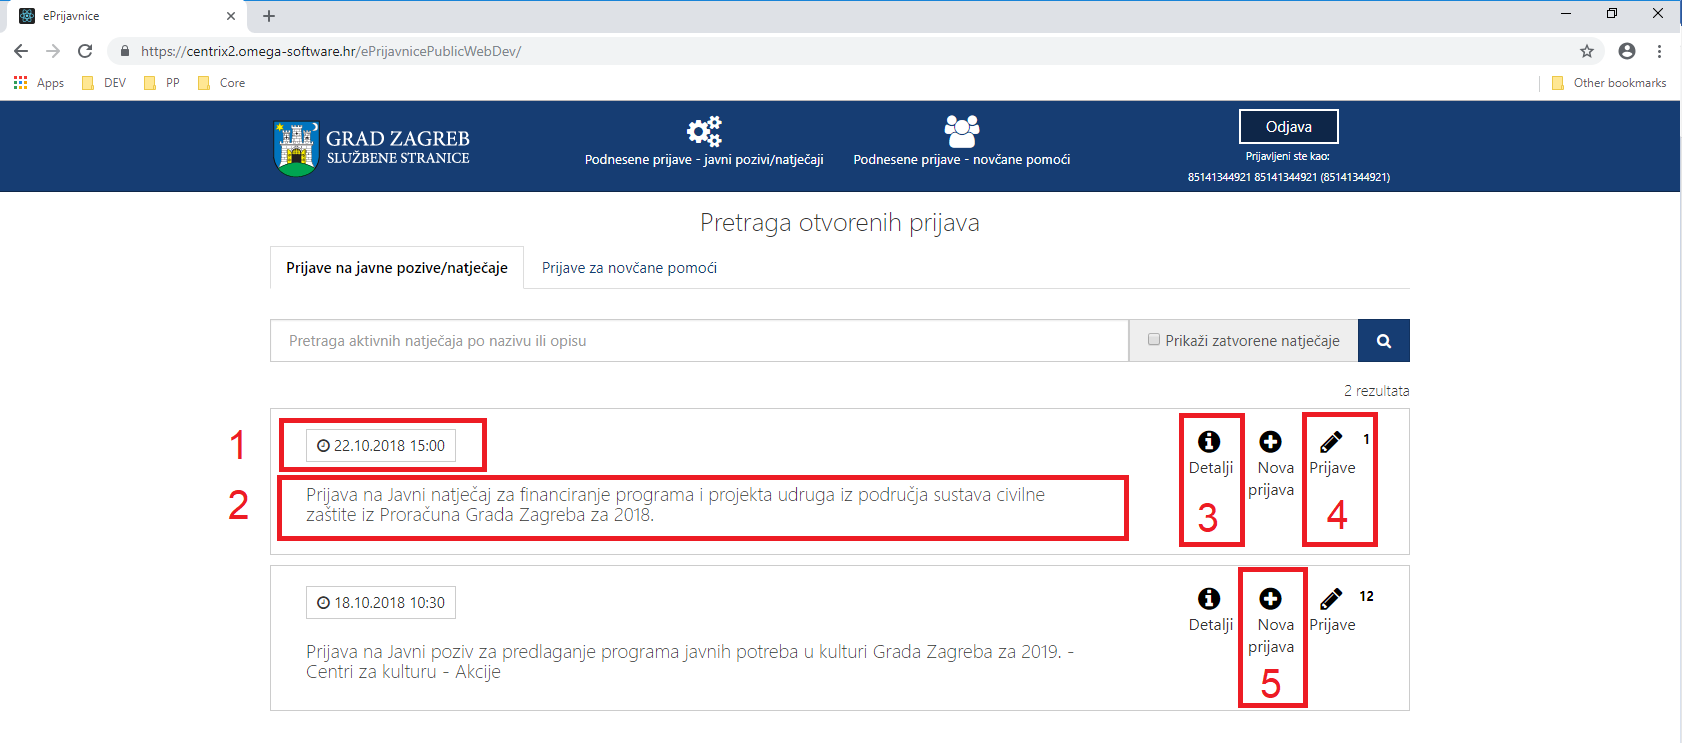 ePrijavnice
https://centrix2.omega-software.hr/ePrijavnicePublicWebDev/
Apps DEV PP Core Other bookmarks
GRAD ZAGREB
SLUŽBENE STRANICE
Podnesene prijave - javni pozivi/natječaji
Podnesene prijave - novčane pomoći
Odjava
Prijavljeni ste kao:
85141344921 85141344921 (85141344921)
Pretraga otvorenih prijava
Prijave na javne pozive/natječaje Prijave za novčane pomoći
Pretraga aktivnih natječaja po nazivu ili opisu Prikaži zatvorene natječaje
2 rezultata
1
22.10.2018 15:00
2
Prijava na Javni natječaj za financiranje programa i projekta udruga iz područja sustava civilne
zaštite iz Proračuna Grada Zagreba za 2018.
Detalji
3
Nova
prijava
1
Prijave
4
18.10.2018 10:30
Prijava na Javni poziv za predlaganje programa javnih potreba u kulturi Grada Zagreba za 2019. -
Centri za kulturu - Akcije
Detalji
Nova
prijava
5
12
Prijave